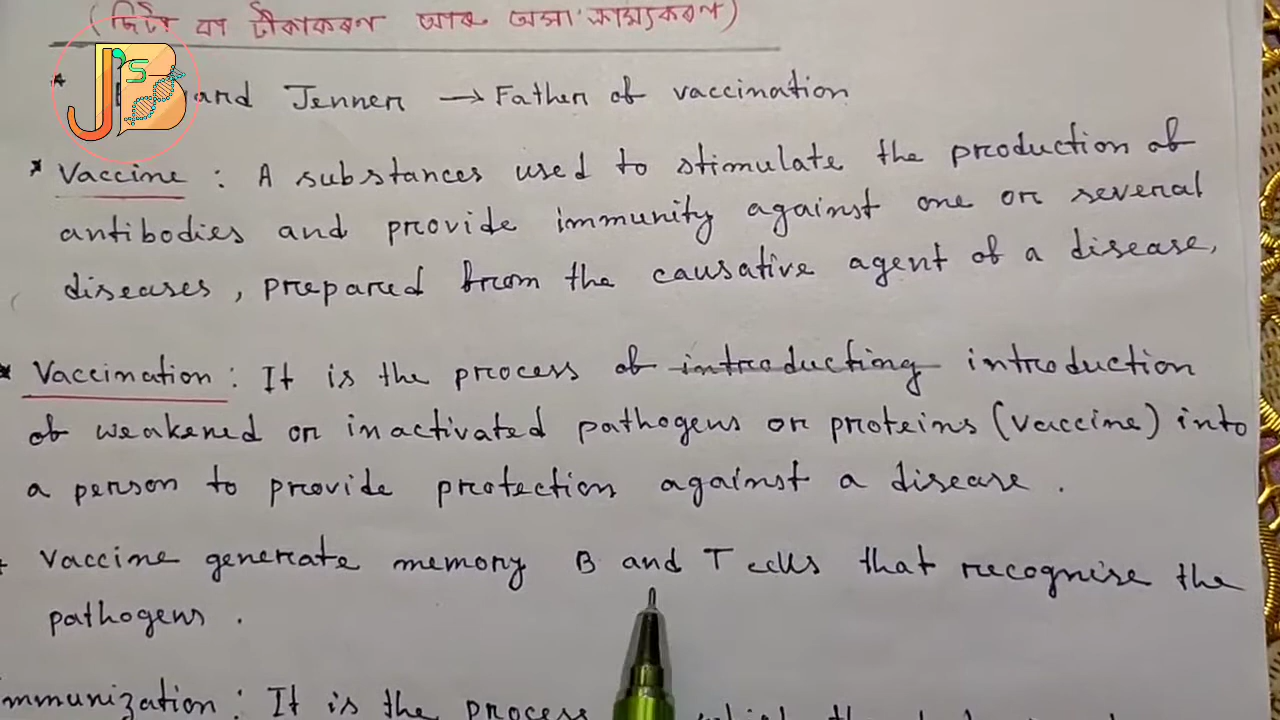 (ছিটা বা টীকাকৰণ আৰু
J's B
ard Jenner → Father of vaccination
* Vaccine : A substances used to stimulate the production of
antibodies and provide immunity against one or several
diseases, prepared from the causative agent of a disease,
* Vaccination : It is the process of introducting introduction
of weakened or inactivated pathogens or proteins (vaccine) into
a person to provide protection against a disease .
Vaccine generate memory B and T cells that recognise the
pathogens .
mmunization : It is the process